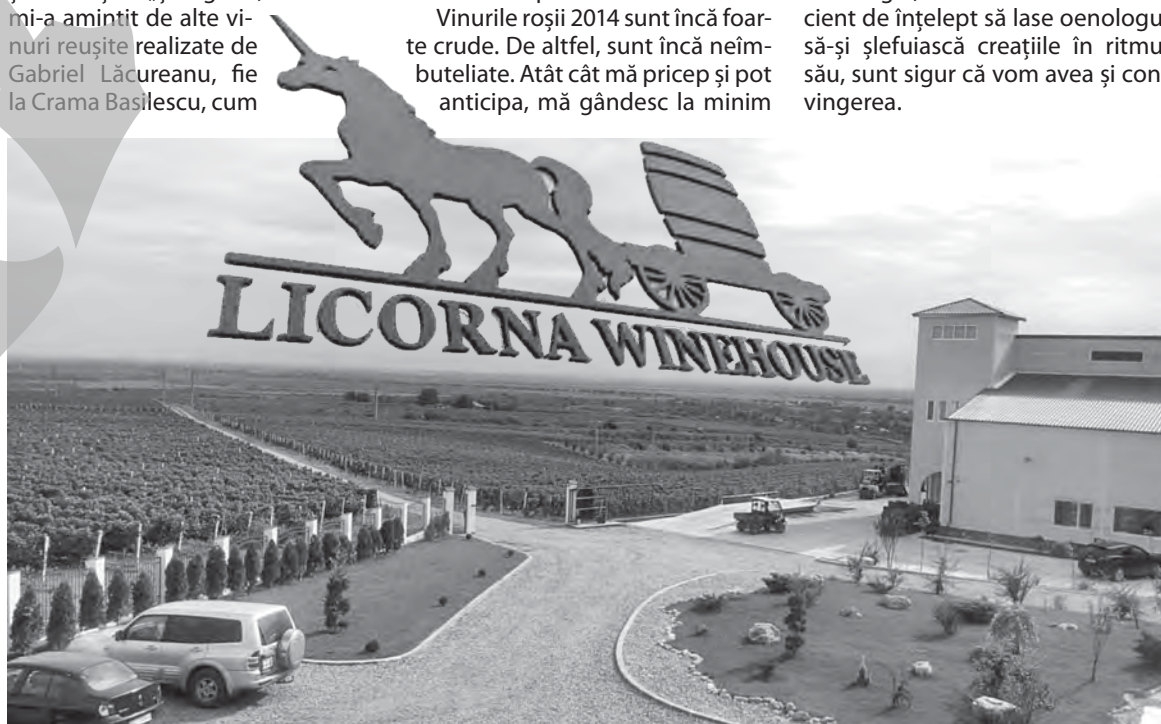 mi-a amintit de alte vi-
nuri reușite realizate de
Gabriel Lăcureanu, fie
la Crama Basilescu, cum
Vinurile roșii 2014 sunt încă foar-
te crude. De altfel, sunt încă neîm-
buteliate. Atât cât mă pricep și pot
anticipa, mă gândesc la minim
cient de înțelept să lase oenologu
să-și șlefuiască creațiile în ritmu
său, sunt sigur că vom avea și con
vingerea.
LICORNA WINEHOUSE